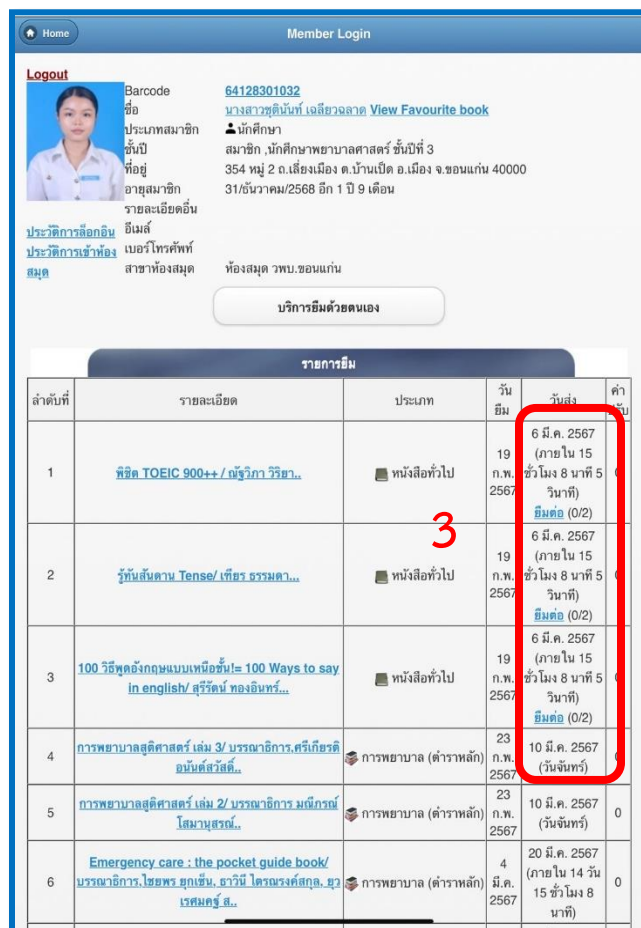 Home
Member Login
Logout
Barcode 64128301032
ชื่อ นางสาวชุตินันท์ เฉลียวฉลาด View Favourite book
ประเภทสมาชิก นักศึกษา
ชั้นปี สมาชิก ,นักศึกษาพยาบาลศาสตร์ ชั้นปีที่ 3
ที่อยู่ 354 หมู่ 2 ถ.เลี่ยงเมือง ต.บ้านเป็ด อ.เมือง จ.ขอนแก่น 40000
อายุสมาชิก 31/ธันวาคม/2568 อีก 1 ปี 9 เดือน
รายละเอียดอื่น
ประวัติการล็อกอิน
อีเมล์
ประวัติการเข้าห้อง
สมุด
เบอร์โทรศัพท์
สาขาห้องสมุด ห้องสมุด วพบ.ขอนแก่น
บริการยืมด้วยตนเอง
รายการยืม
ลำดับที่
รายละเอียด
ประเภท
วัน
ยืม
วันส่ง
ค่า
ปรับ
1
พิชิต TOEIC 900++ / ณัฐวิภา วิริยา..
หนังสือทั่วไป
19
ก.พ.
2567
6 มี.ค. 2567
(ภายใน 15
ชั่วโมง 8 นาที 5
วินาที)
ยืมต่อ (0/2)
0
3
2
รู้ทันสันดาน Tense/ เทียร ธรรมดา...
หนังสือทั่วไป
19
ก.พ.
2567
6 มี.ค. 2567
(ภายใน 15
ชั่วโมง 8 นาที 5
วินาที)
ยืมต่อ (0/2)
0
3
100 วิธีพูดอังกฤษแบบเหนือชั้น!= 100 Ways to say
in english/ สุรีรัตน์ ทองอินทร์...
หนังสือทั่วไป
19
ก.พ.
2567
6 มี.ค. 2567
(ภายใน 15
ชั่วโมง 8 นาที 5
วินาที)
ยืมต่อ (0/2)
0
4
การพยาบาลสูติศาสตร์ เล่ม 3/ บรรณาธิการ,ศรีเกียรติ
อนันต์สวัสดิ์..
การพยาบาล (ตำราหลัก)
23
ก.พ.
2567
10 มี.ค. 2567
(วันจันทร์)
0
5
การพยาบาลสูติศาสตร์ เล่ม 2/ บรรณาธิการ มณีภรณ์
โสมานุสรณ์..
การพยาบาล (ตำราหลัก)
23
ก.พ.
2567
10 มี.ค. 2567
(วันจันทร์)
0
6
Emergency care : the pocket guide book/
บรรณาธิการ,ไชยพร ยุกเซ็น, ธาวินี ไตรณรงค์สกุล, ยุว
เรศมคฐ์ ส..
การพยาบาล (ตำราหลัก)
4
มี.ค.
2567
20 มี.ค. 2567
(ภายใน 14 วัน
15 ชั่วโมง 8
นาที)
0